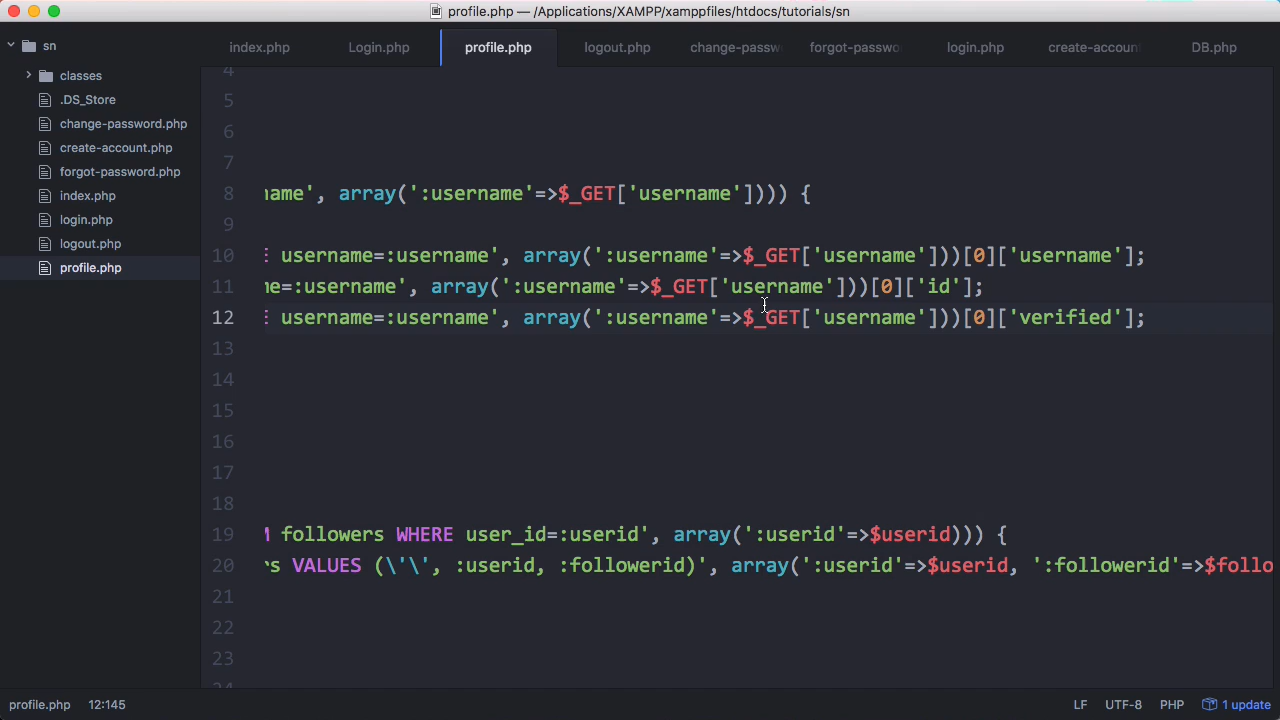 profile.php — /Applications/XAMPP/xamppfiles/htdocs/tutorials/sn
sn
index.php
Login.php
profile.php
logout.php
change-passw
forgot-passwo
login.php
create-accoun
DB.php
classes
.DS_Store
change-password.php
create-account.php
forgot-password.php
index.php
login.php
logout.php
profile.php
4
5
6
7
8 name', array(':username'=>$_GET['username']))) {
9
10 username=:username', array(':username'=>$_GET['username']))[0]['username'];
11 ne=:username', array(':username'=>$_GET['username']))[0]['id'];
12 username=:username', array(':username'=>$_GET['username']))[0]['verified'];
13
14
15
16
17
18
19 followers WHERE user_id=:userid', array(':userid'=>$userid))) {
20 rs VALUES (\'\', :userid, :followerid)', array(':userid'=>$userid, ':followerid'=>$follo
21
22
23
24
profile.php 12:145
LF UTF-8 PHP 1 update